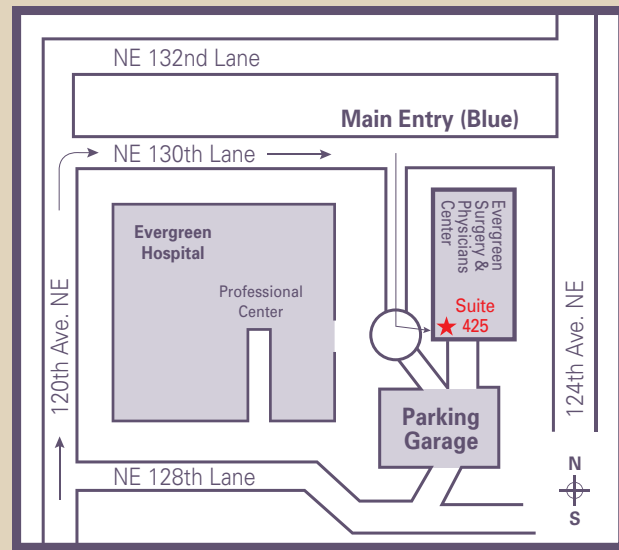 NE 132nd Lane
Main Entry (Blue)
NE 130th Lane
Evergreen
Hospital
Professional
Center
Evergreen
Surgery &
Physicians
Center
Suite
425
120th Ave. NE
124th Ave. NE
Parking
Garage
NE 128th Lane
N
S